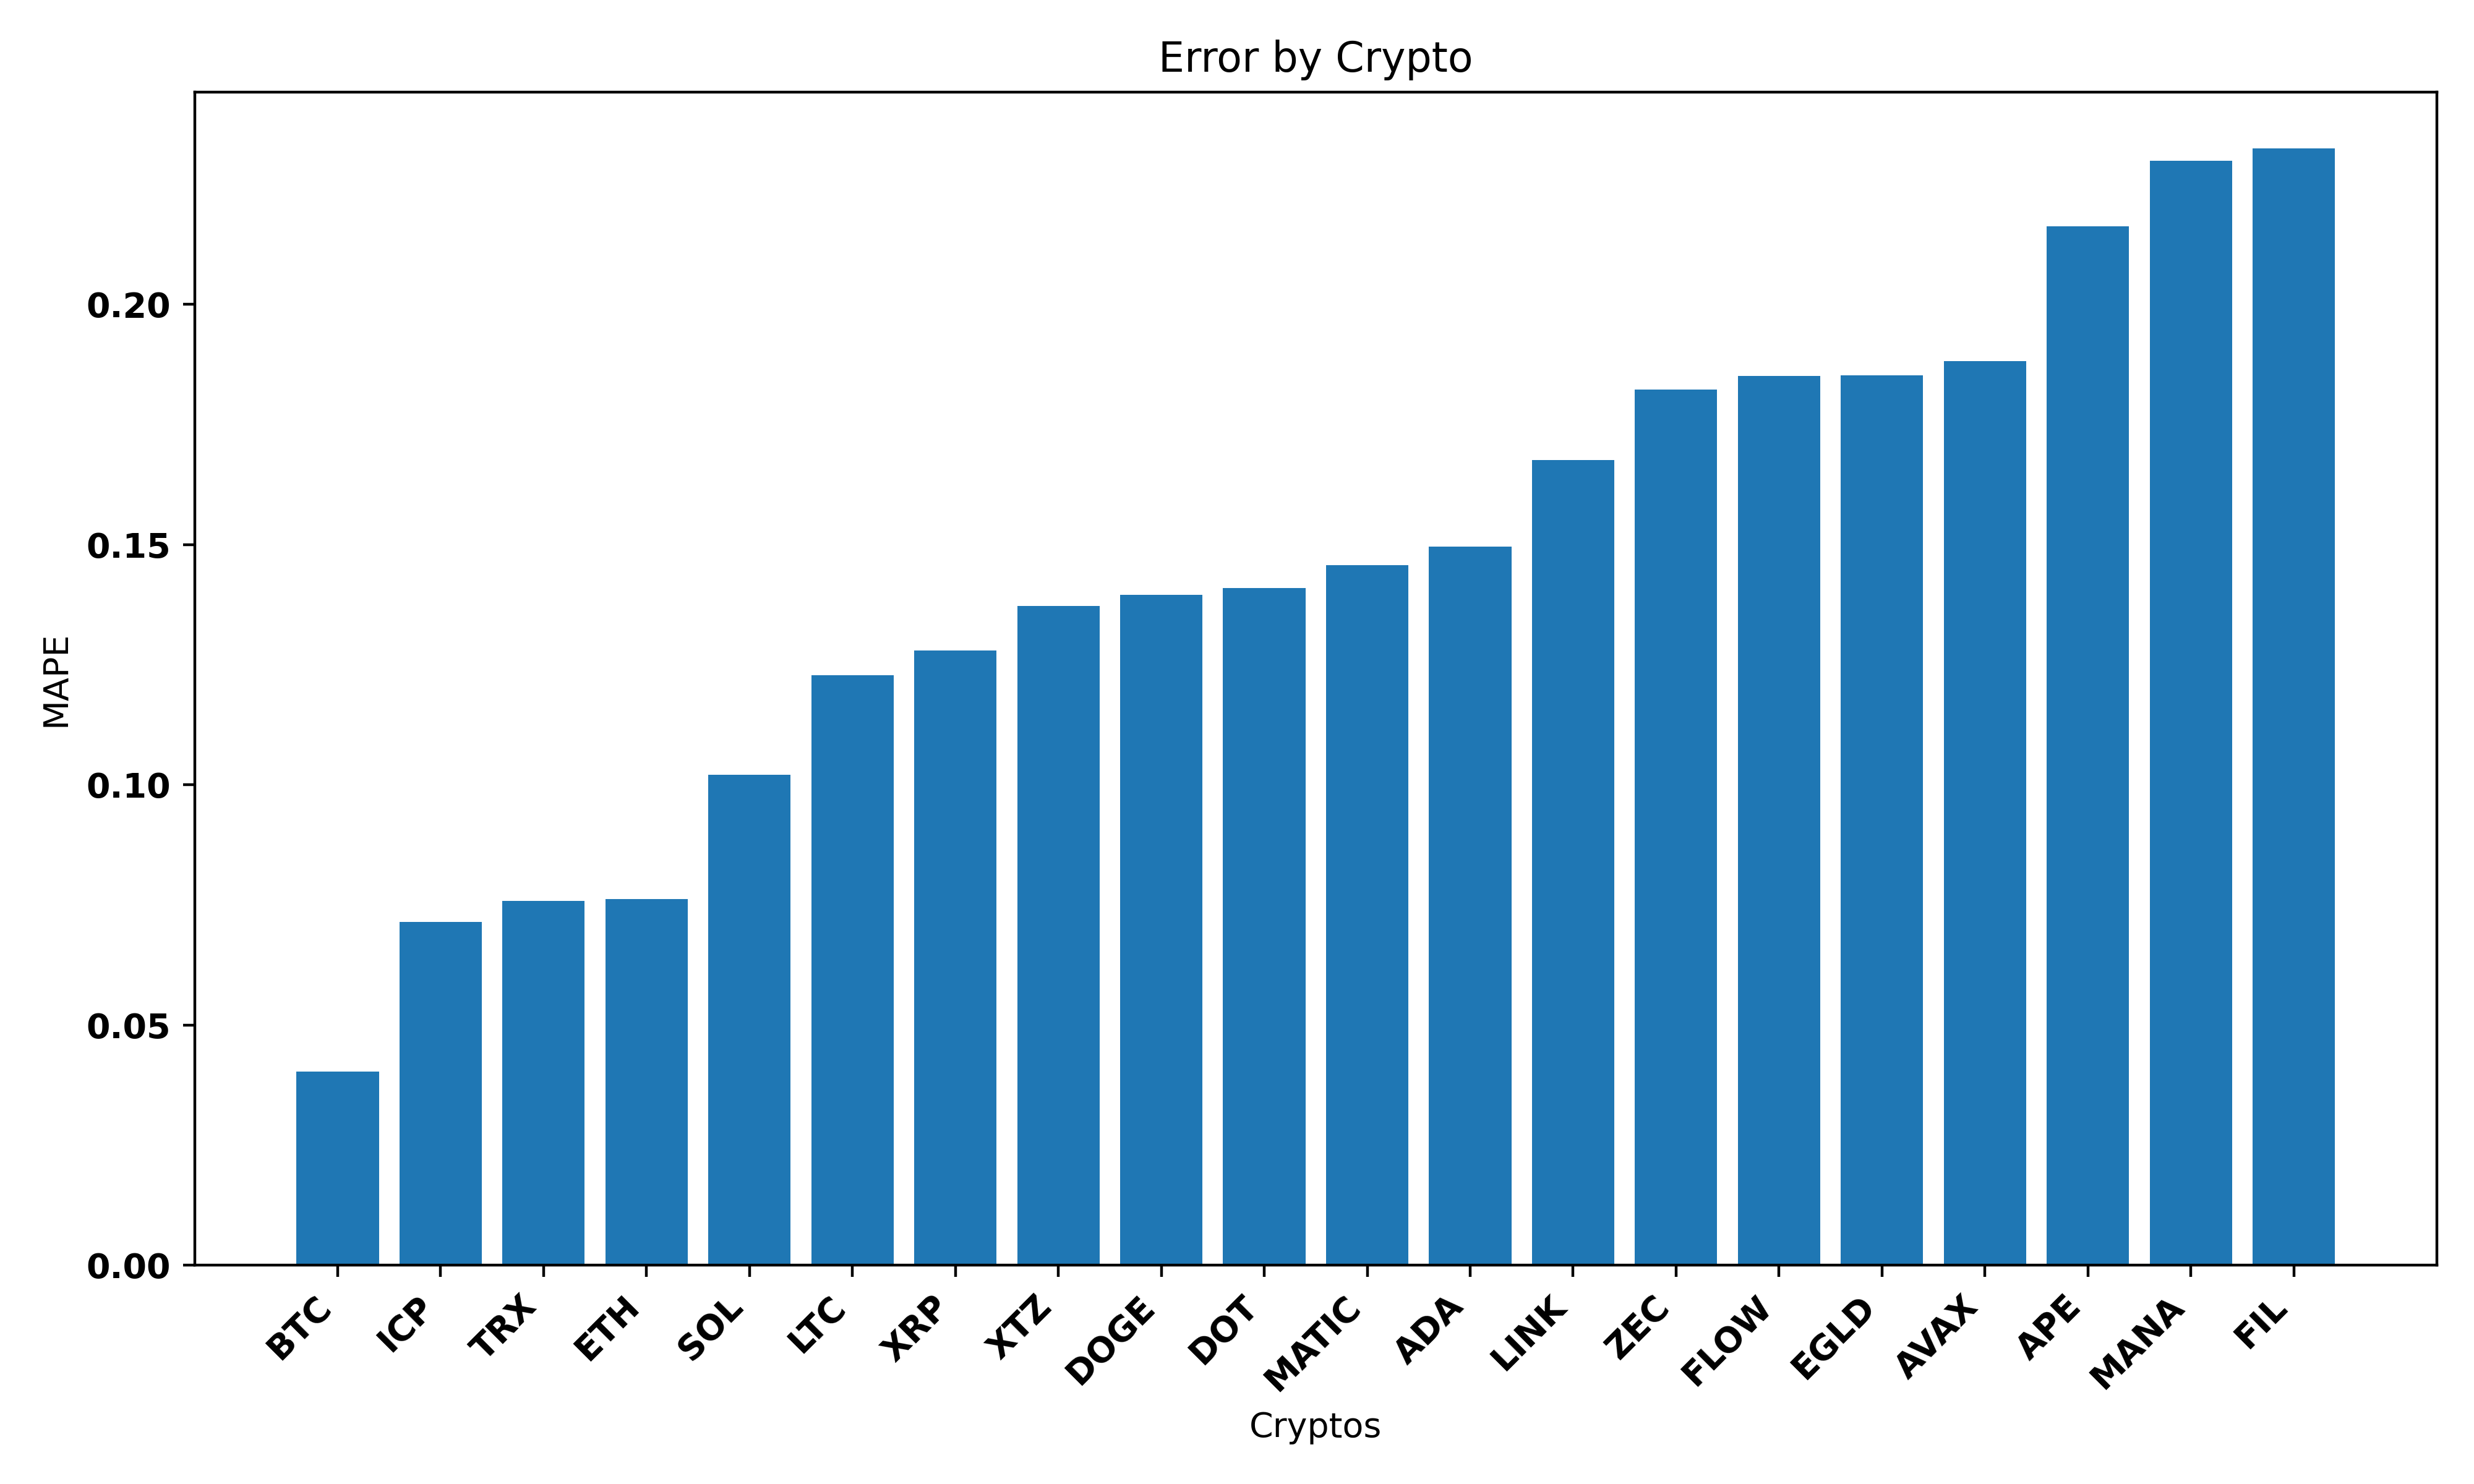 Error by Crypto
MAPE
0.20
0.15
0.10
0.05
0.00
BTC
ICP
TRX
ETH
SOL
LTC
XRP
XTZ
DOGE
DOT
MATIC
ADA
LINK
ZEC
FLOW
EGLD
AVAX
APE
MANA
FIL
Cryptos